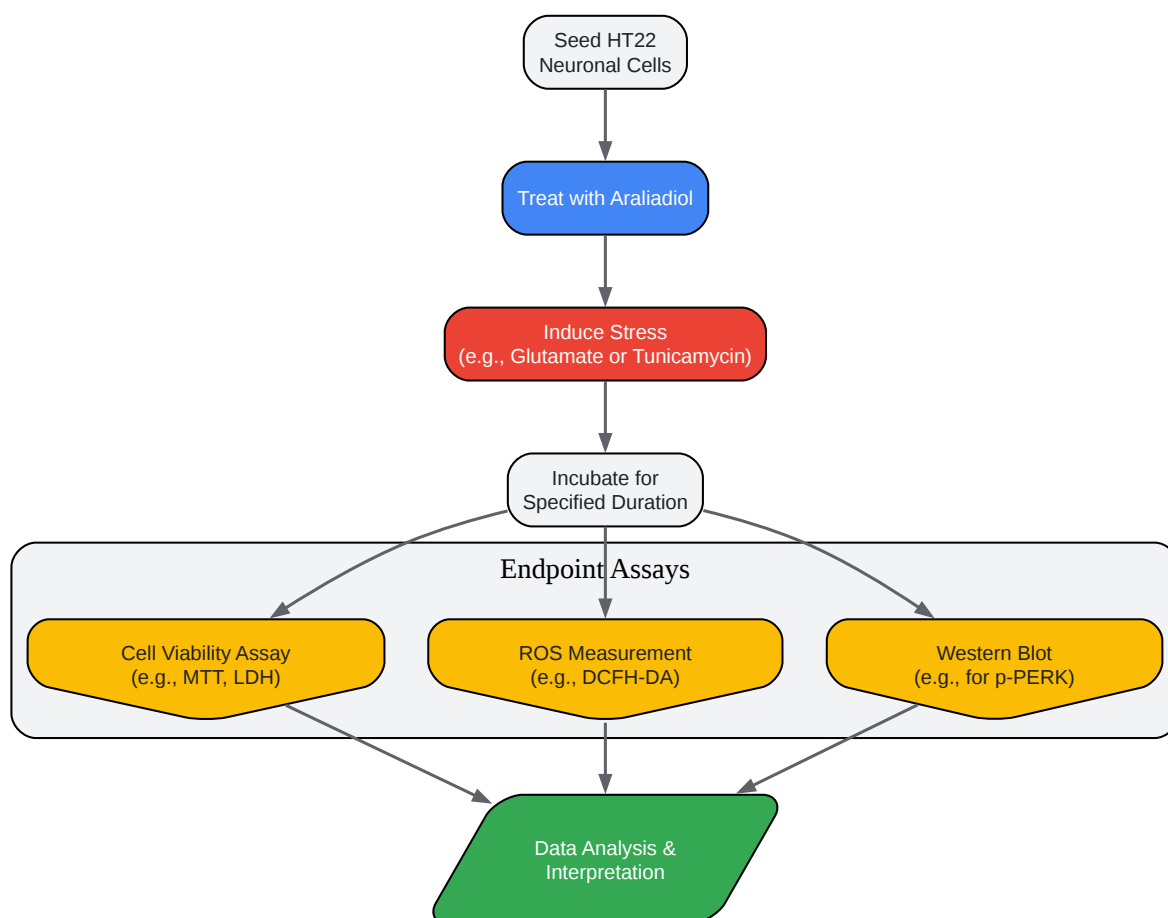 Seed HT22
Neuronal Cells
Treat with Araliadiol
Induce Stress
(e.g., Glutamate or Tunicamycin)
Incubate for
Specified Duration
Endpoint Assays
Cell Viability Assay
(e.g., MTT, LDH)
ROS Measurement
(e.g., DCFH-DA)
Western Blot
(e.g., for p-PERK)
Data Analysis &
Interpretation